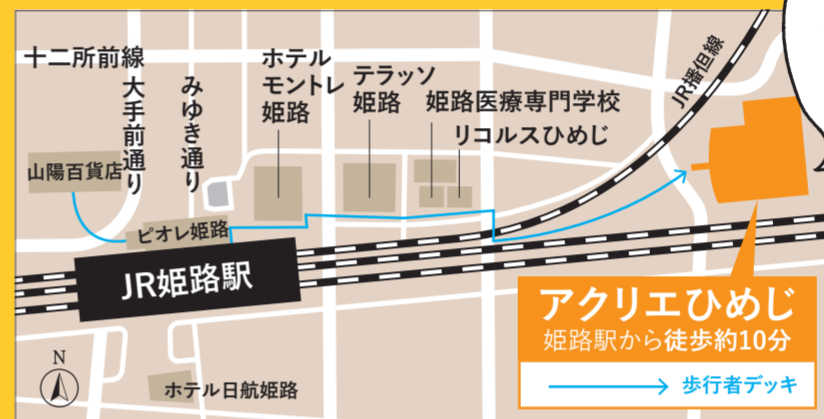 十二所前線
大手前通り
みゆき通り
ホテル
モントレ
姫路
テラッソ
姫路
姫路医療専門学校
リコルスひめじ
JR播但線
山陽百貨店
ピオレ姫路
JR姫路駅
アクリエひめじ
姫路駅から徒歩約10分
歩行者デッキ
N
ホテル日航姫路